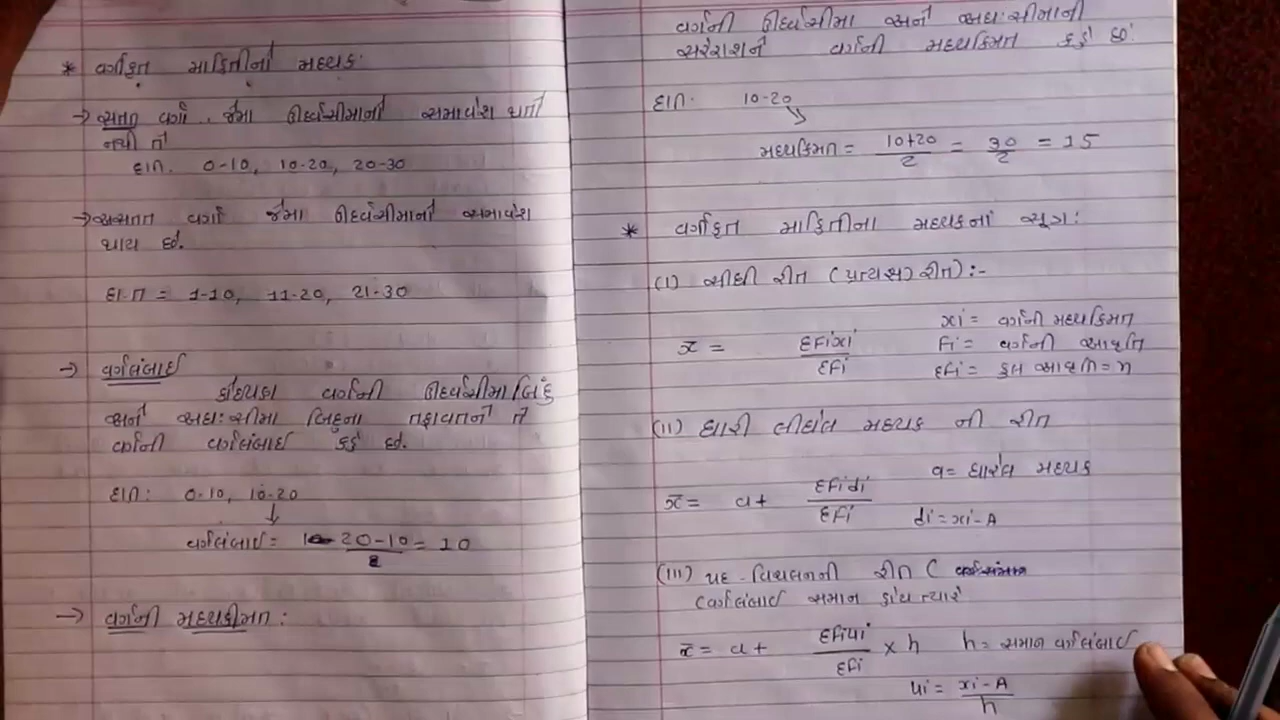 * વર્ગીકૃત માહિતીનો મધ્યક:
→ સતત વર્ગો.. જેમાં ઊર્ધ્વસીમાનો સમાવેશ થતો
નથી તો
દા.ત. 0-10, 10-20, 20-30
→ અસતત વર્ગો જેમાં ઊર્ધ્વસીમાનો સમાવેશ
થાય છે.
દા.ત = 1-10, 11-20, 21-30
→ વર્ગલંબાઈ
કોઇપણ વર્ગની ઊર્ધ્વસીમા બિંદુ
અને અધઃસીમા બિંદુના તફાવતને તે
વર્ગની વર્ગલંબાઈ કહે છે.
દા.ત: 0-10, 10-20
↓
વર્ગલંબાઈ = 20-10 = 10
→ વર્ગની મધ્યકીમત :
વર્ગની ઊર્ધ્વસીમા અને અધઃસીમાની
સરેરાશને વર્ગની મધ્યકિમત કહે છે:
દા.ત. 10-20
મધ્યકિમત = 10+20/2 = 30/2 = 15
* વર્ગીકૃત માહિતીના મધ્યકનાં સૂત્ર:
(I) સીધી રીત (પ્રત્યક્ષ) રીત) :-
xi = વર્ગની મધ્યકિમત
x̄ = Σfixi/Σfi fi = વર્ગની આવૃતિ
Σfi = કુલ આવૃતિ = n
(II) ધારી લીધેલ મધ્યક ની રીત
a = ધારેલ મધ્યક
x̄ = a + Σfidi/Σfi di = xi - A
(III) પદ-વિચલનની રીત (
(વર્ગલંબાઈ સમાન હોય ત્યારે
x̄ = a + Σfiui/Σfi × h h = સમાન વર્ગલંબાઈ
ui = xi - A/h